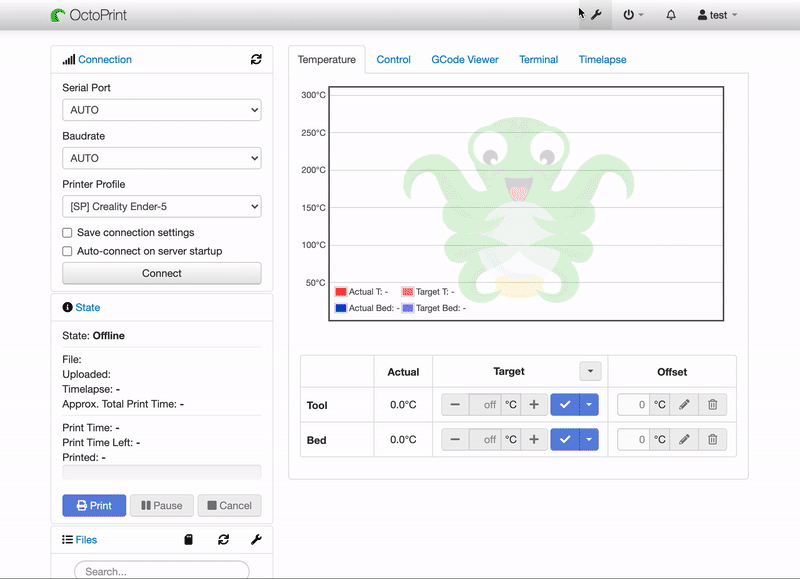 OctoPrint
test
Connection
Serial Port
AUTO
Baudrate
AUTO
Printer Profile
[SP] Creality Ender-5
Save connection settings
Auto-connect on server startup
Connect
State
State: Offline
File:
Uploaded:
Timelapse: -
Approx. Total Print Time: -
Print Time: -
Print Time Left: -
Printed: -
Print Pause Cancel
Files
Search...
Temperature Control GCode Viewer Terminal Timelapse
300°C
250°C
200°C
150°C
100°C
50°C
Actual T: - Target T: -
Actual Bed: - Target Bed: -
Actual Target Offset
Tool 0.0°C off °C 0 °C
Bed 0.0°C off °C 0 °C